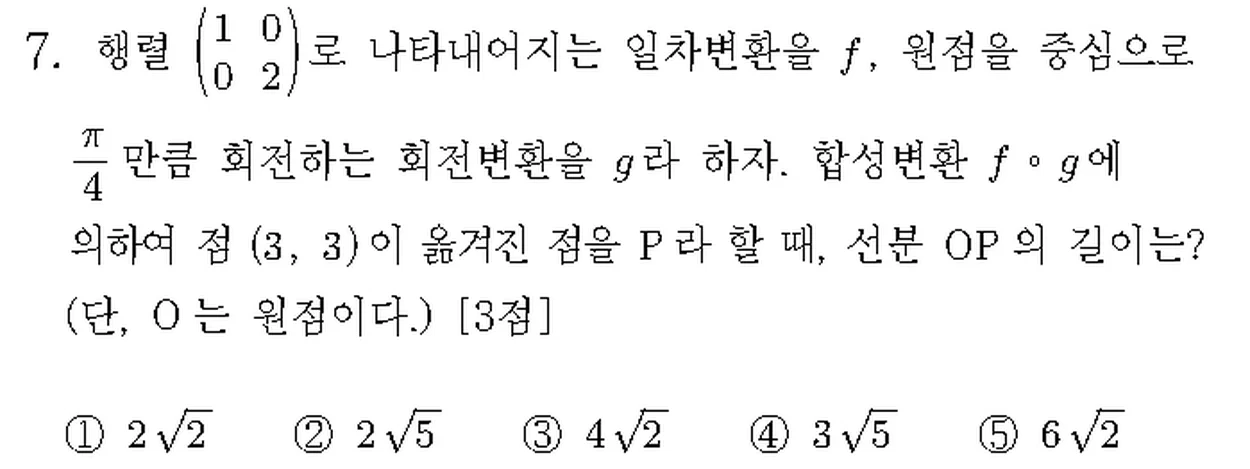 7. 행렬 (1 0 / 0 2)로 나타내어지는 일차변환을 f, 원점을 중심으로
π/4 만큼 회전하는 회전변환을 g라 하자. 합성변환 f∘g에
의하여 점 (3, 3)이 옮겨진 점을 P라 할 때, 선분 OP의 길이는?
(단, O는 원점이다.) [3점]
① 2√2 ② 2√5 ③ 4√2 ④ 3√5 ⑤ 6√2